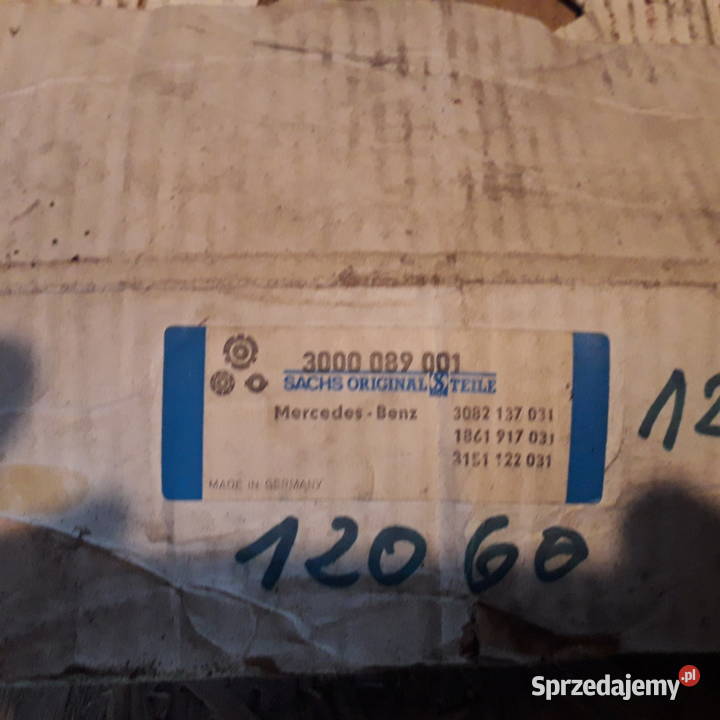 3000 089 001
SACHS ORIGINAL S TEILE
Mercedes-Benz 3082 137 031
1861 917 031
3151 122 031
MADE IN GERMANY
12
12060
Sprzedajemy.pl